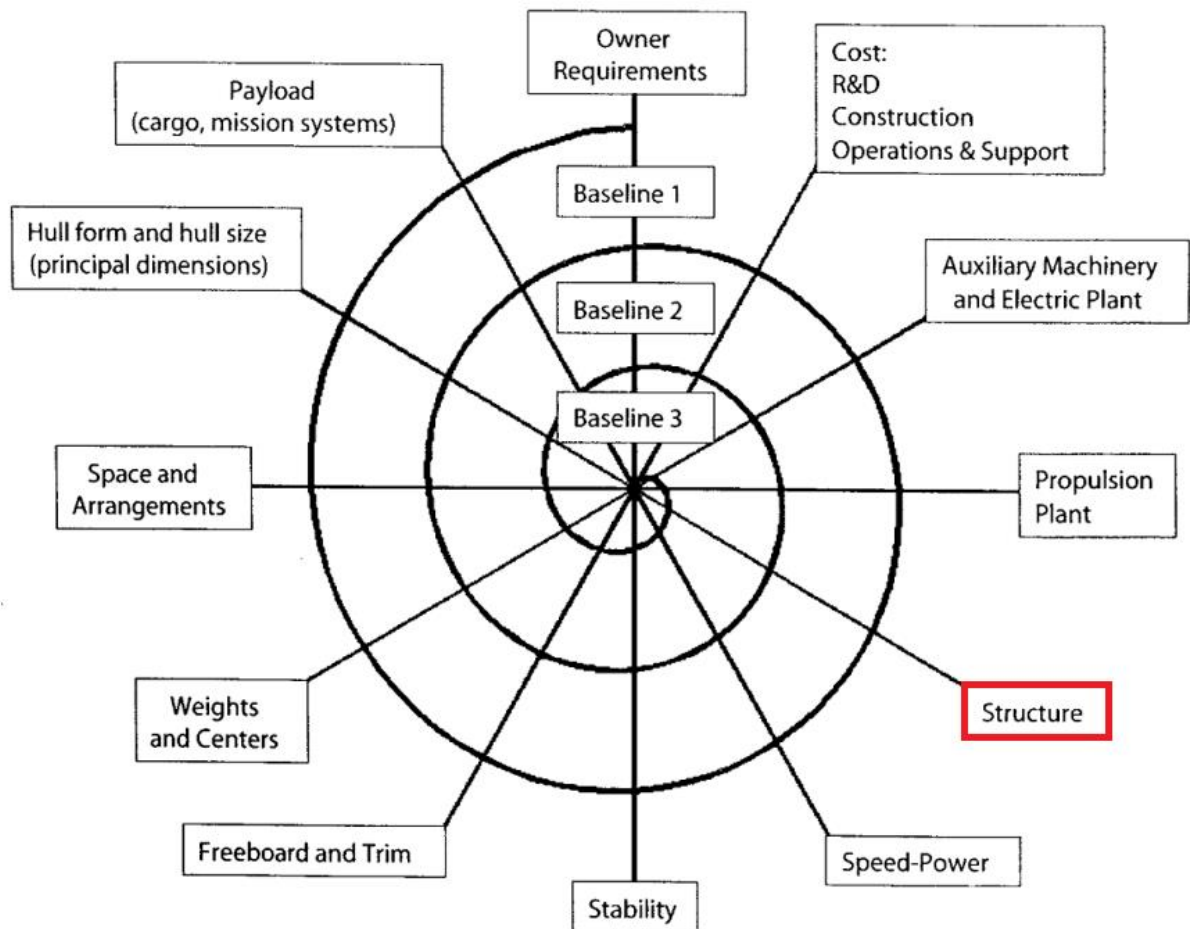 Owner
Requirements
Cost:
R&D
Construction
Operations & Support
Payload
(cargo, mission systems)
Baseline 1
Hull form and hull size
(principal dimensions)
Auxiliary Machinery
and Electric Plant
Baseline 2
Baseline 3
Space and
Arrangements
Propulsion
Plant
Weights
and Centers
Structure
Freeboard and Trim
Speed-Power
Stability